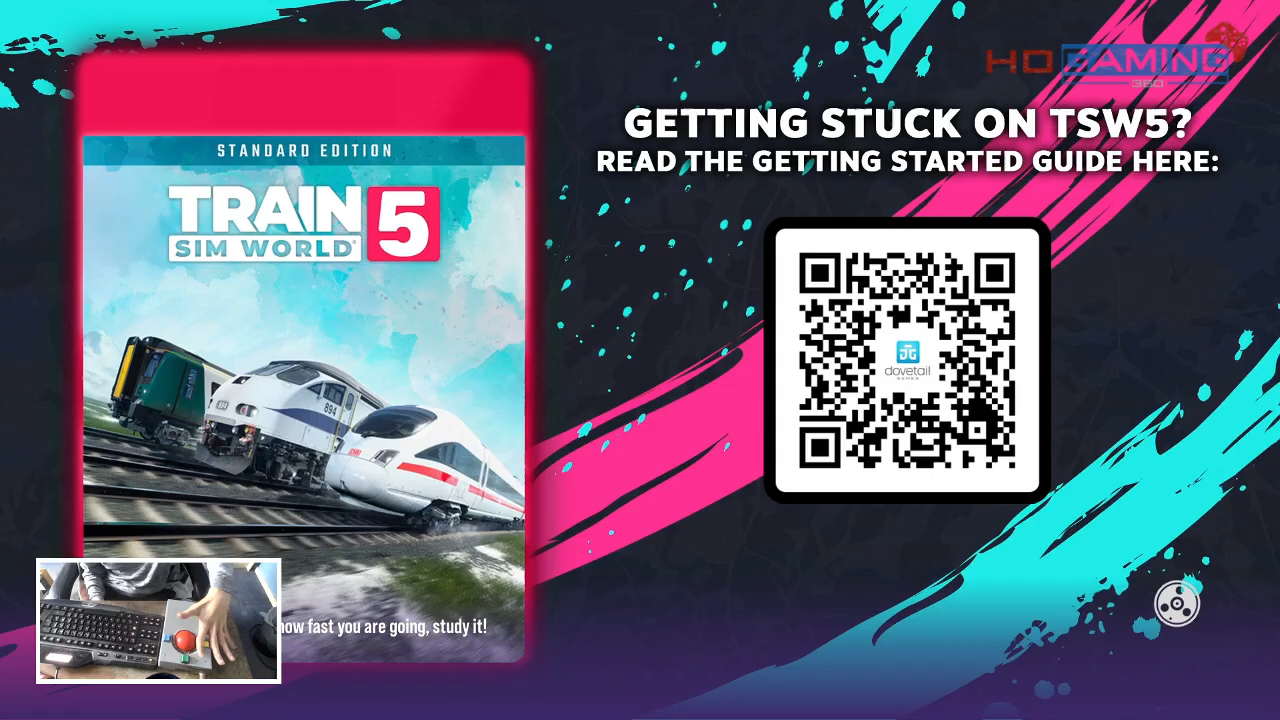 HD GAMING
360
GETTING STUCK ON TSW5?
READ THE GETTING STARTED GUIDE HERE:
STANDARD EDITION
TRAIN 5
SIM WORLD
894
894
dovetail
GAMES
how fast you are going, study it!